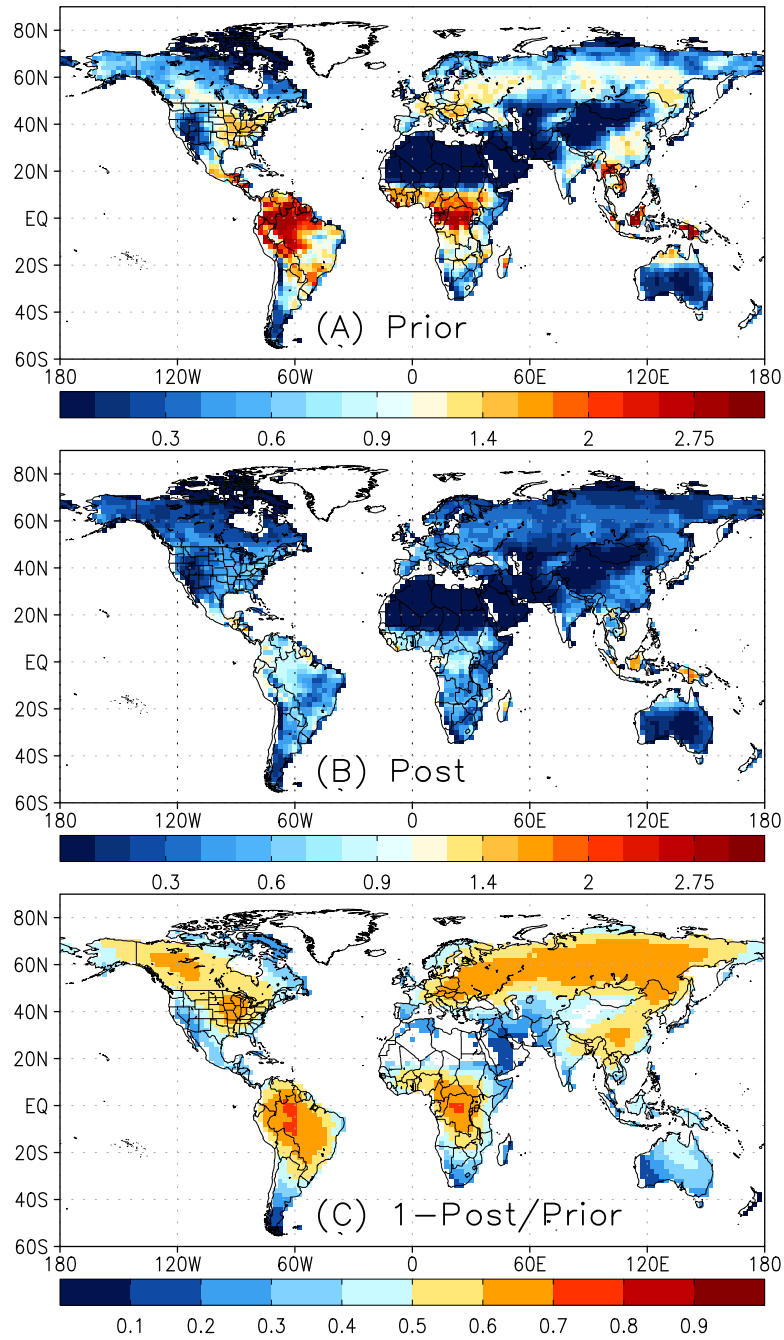 80N
60N
40N
20N
EQ
20S
40S
60S
(A) Prior
180 120W 60W 0 60E 120E 180
0.3 0.6 0.9 1.4 2 2.75
80N
60N
40N
20N
EQ
20S
40S
60S
(B) Post
180 120W 60W 0 60E 120E 180
0.3 0.6 0.9 1.4 2 2.75
80N
60N
40N
20N
EQ
20S
40S
60S
(C) 1-Post/Prior
180 120W 60W 0 60E 120E 180
0.1 0.2 0.3 0.4 0.5 0.6 0.7 0.8 0.9